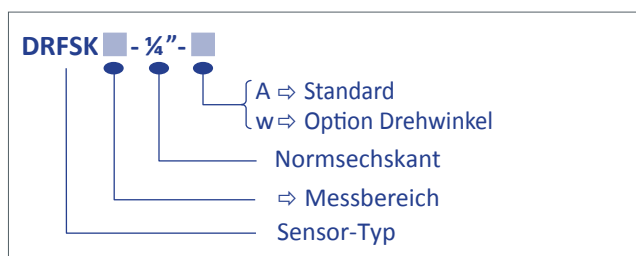 DRFSK - ¼” -
A ⇨ Standard
w ⇨ Option Drehwinkel
Normsechskant
⇨ Messbereich
Sensor-Typ